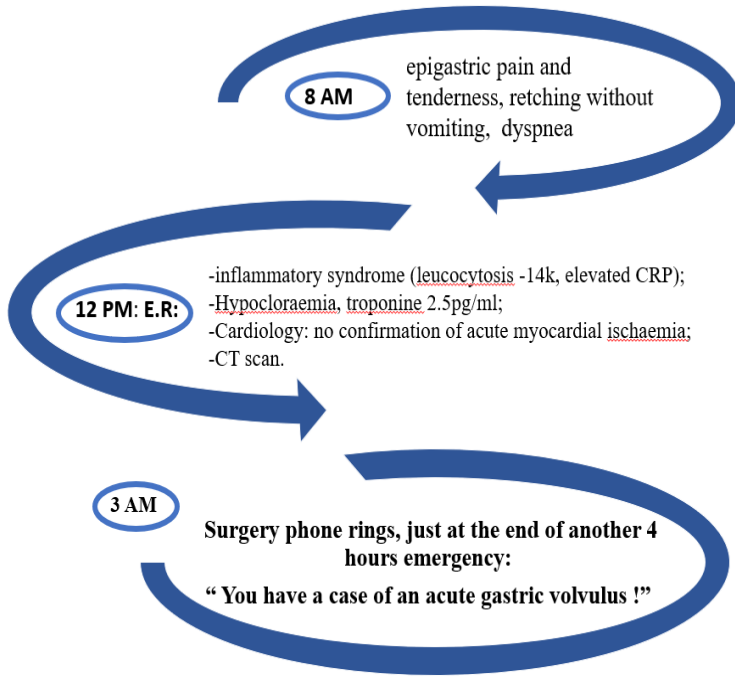 8 AM
epigastric pain and
tenderness, retching without
vomiting, dyspnea
12 PM: E.R:
-inflammatory syndrome (leucocytosis -14k, elevated CRP);
-Hypocloraemia, troponine 2.5pg/ml;
-Cardiology: no confirmation of acute myocardial ischaemia;
-CT scan.
3 AM
Surgery phone rings, just at the end of another 4
hours emergency:
“ You have a case of an acute gastric volvulus !”